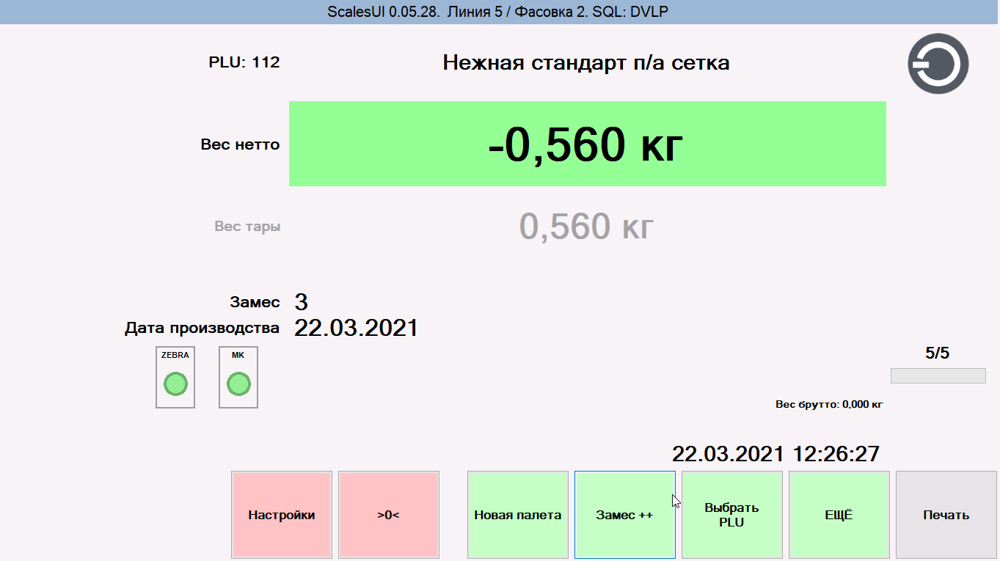 ScalesUI 0.05.28.  Линия 5 / Фасовка 2. SQL: DVLP
PLU: 112
Нежная стандарт п/а сетка
Вес нетто
-0,560 кг
Вес тары
0,560 кг
Замес
3
Дата производства
22.03.2021
ZEBRA
МК
5/5
Вес брутто: 0,000 кг
22.03.2021 12:26:27
Настройки
>0<
Новая палета
Замес ++
Выбрать
PLU
ЕЩЁ
Печать